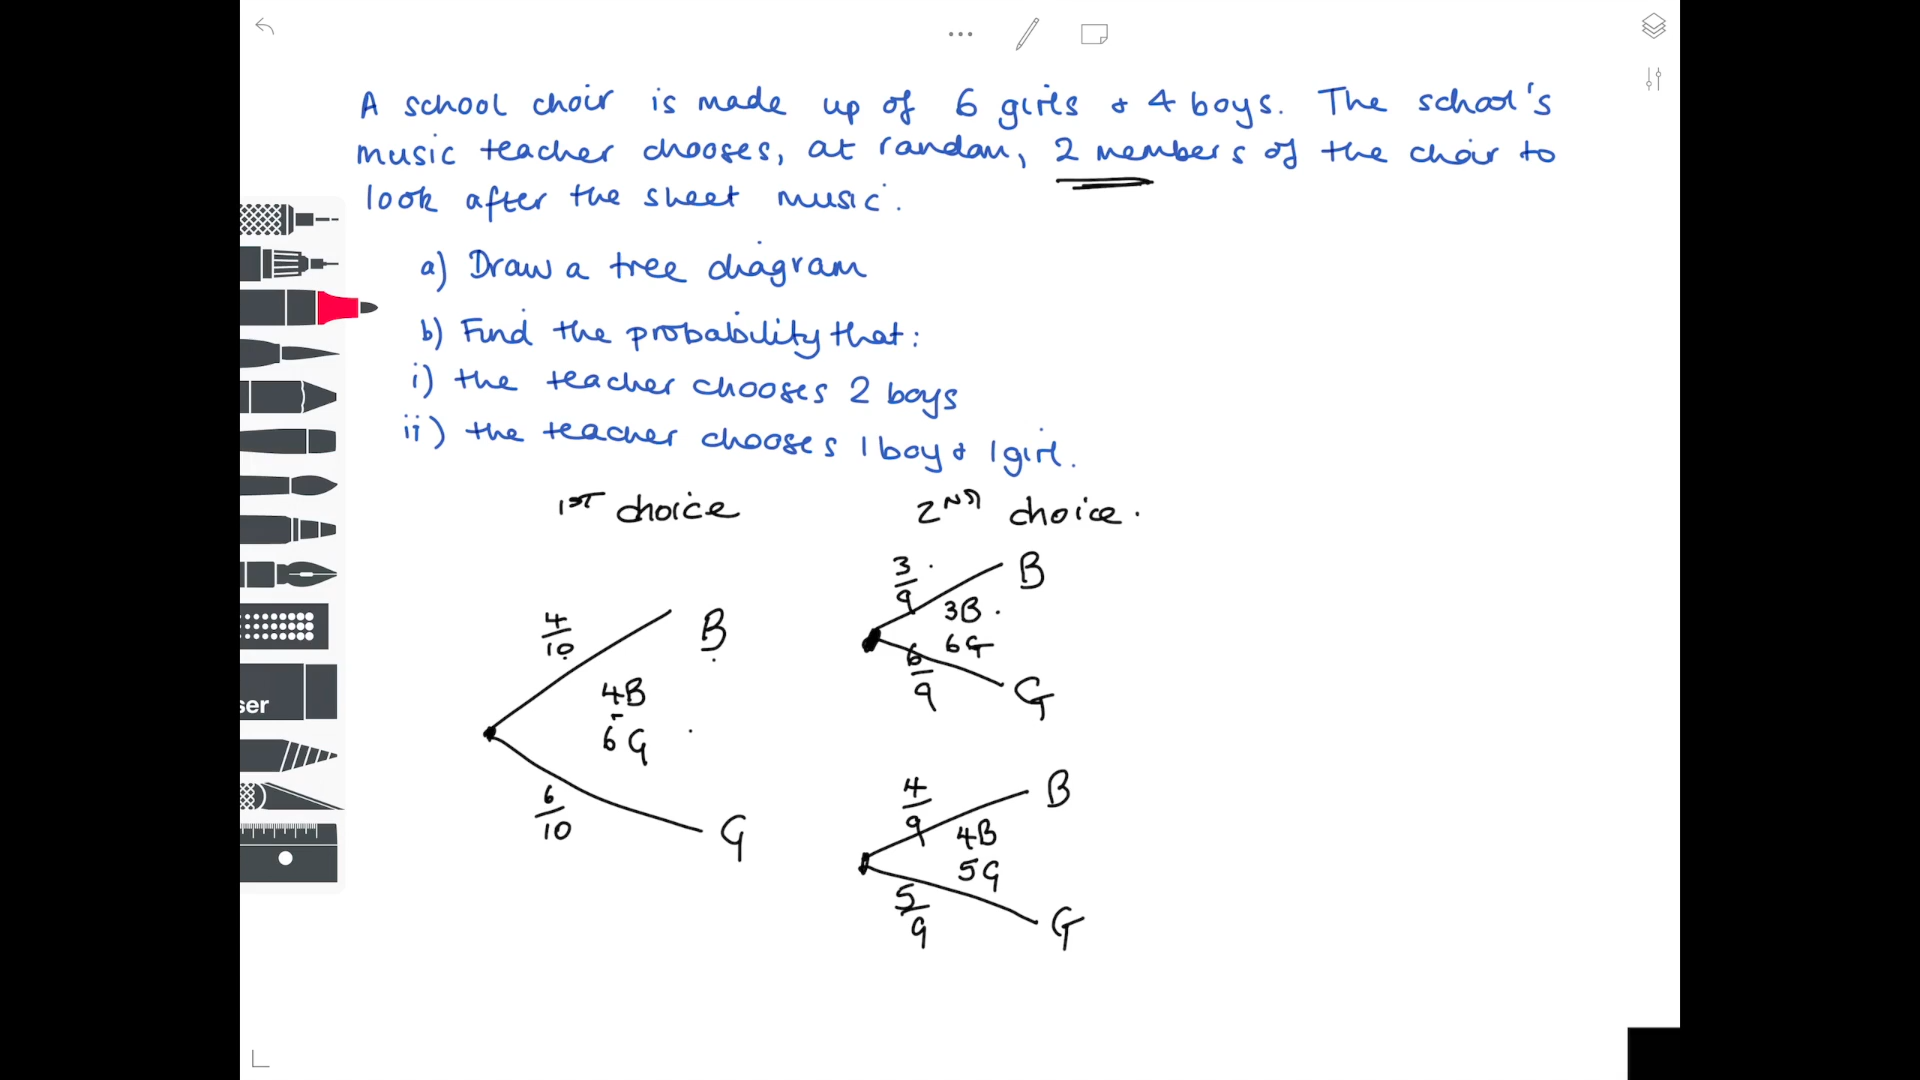 A school choir is made up of 6 girls & 4 boys. The school's
music teacher chooses, at random, 2 members of the choir to
look after the sheet music.
a) Draw a tree diagram
b) Find the probability that:
i) the teacher chooses 2 boys
ii) the teacher chooses 1 boy & 1 girl.
1ST choice 2ND choice.
3/9 B
3B
6G
6/9 G
4/10 B
4B
6G
6/10 G
4/9 B
4B
5G
5/9 G
ser